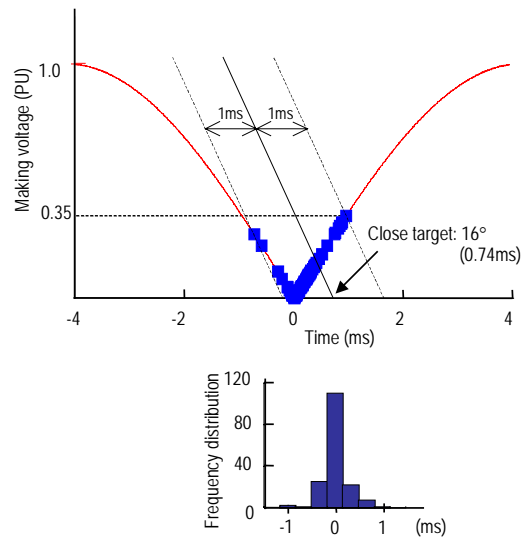 Making voltage (PU)
1.0
0.35
1ms 1ms
Close target: 16°
(0.74ms)
-4 -2 0 2 4
Time (ms)
Frequency distribution
120
80
40
0
-1 0 1 (ms)